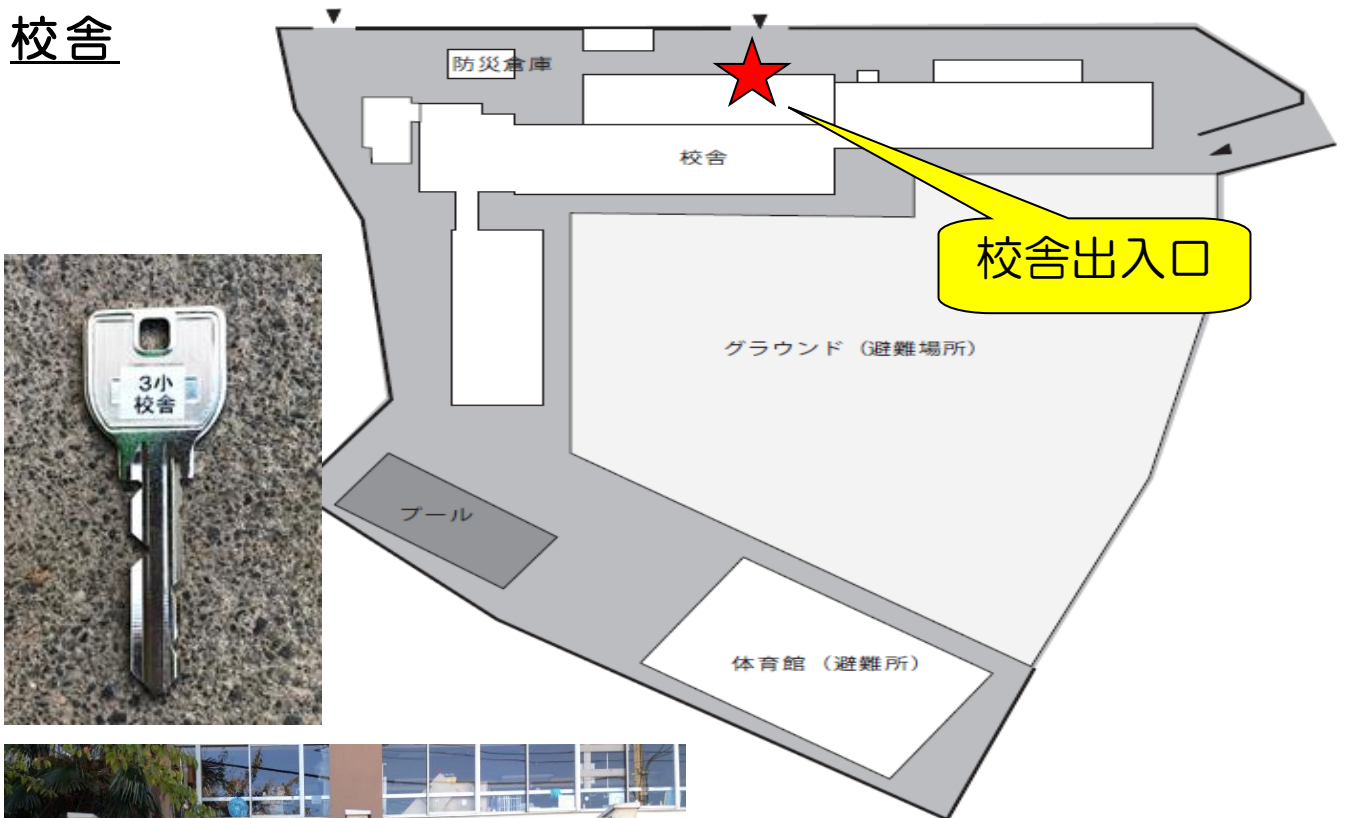 校舎
防災倉庫
校舎
校舎出入口
グラウンド（避難場所）
3小
校舎
プール
体育館（避難所）